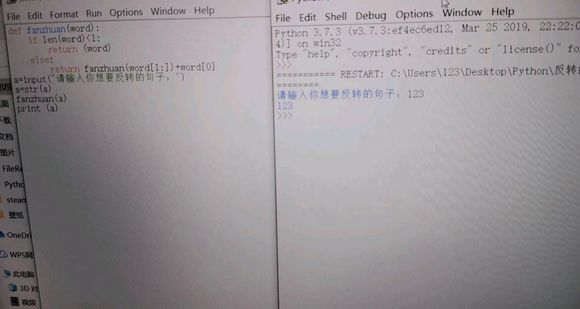 File Edit Format Run Options Window Help
def fanzhuan(word):
if len(word)<1:
return (word)
else:
return fanzhuan(word[1:])+word[0]
a=input("请输入你想要反转的句子，")
a=str(a)
fanzhuan(a)
print (a)
文档
图片
FileRe
Pytho
steam
壁纸
OneDri
WPS网
此电脑
3D 对
视频
File Edit Shell Debug Options Window Help
Python 3.7.3 (v3.7.3:ef4ec6ed12, Mar 25 2019, 22:22:0
4)] on win32
Type "help", "copyright", "credits" or "license()" fo
>>>
=========== RESTART: C:\Users\123\Desktop\Python\反转
========
请输入你想要反转的句子，123
123
>>>